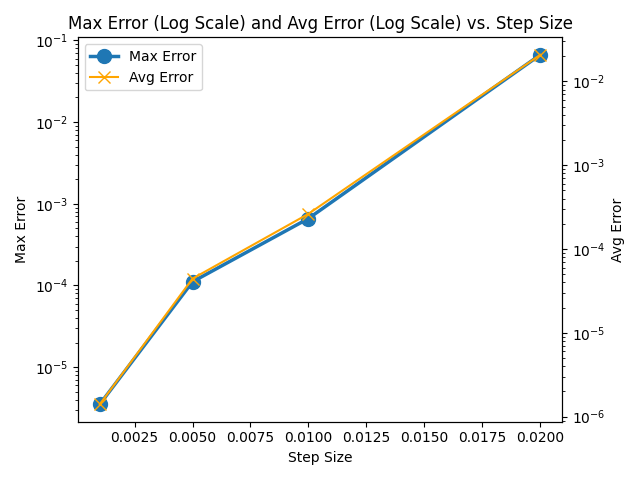 Max Error (Log Scale) and Avg Error (Log Scale) vs. Step Size
Max Error
Avg Error
10⁻¹
10⁻²
10⁻³
10⁻⁴
10⁻⁵
Max Error
10⁻²
10⁻³
10⁻⁴
10⁻⁵
10⁻⁶
Avg Error
0.0025 0.0050 0.0075 0.0100 0.0125 0.0150 0.0175 0.0200
Step Size